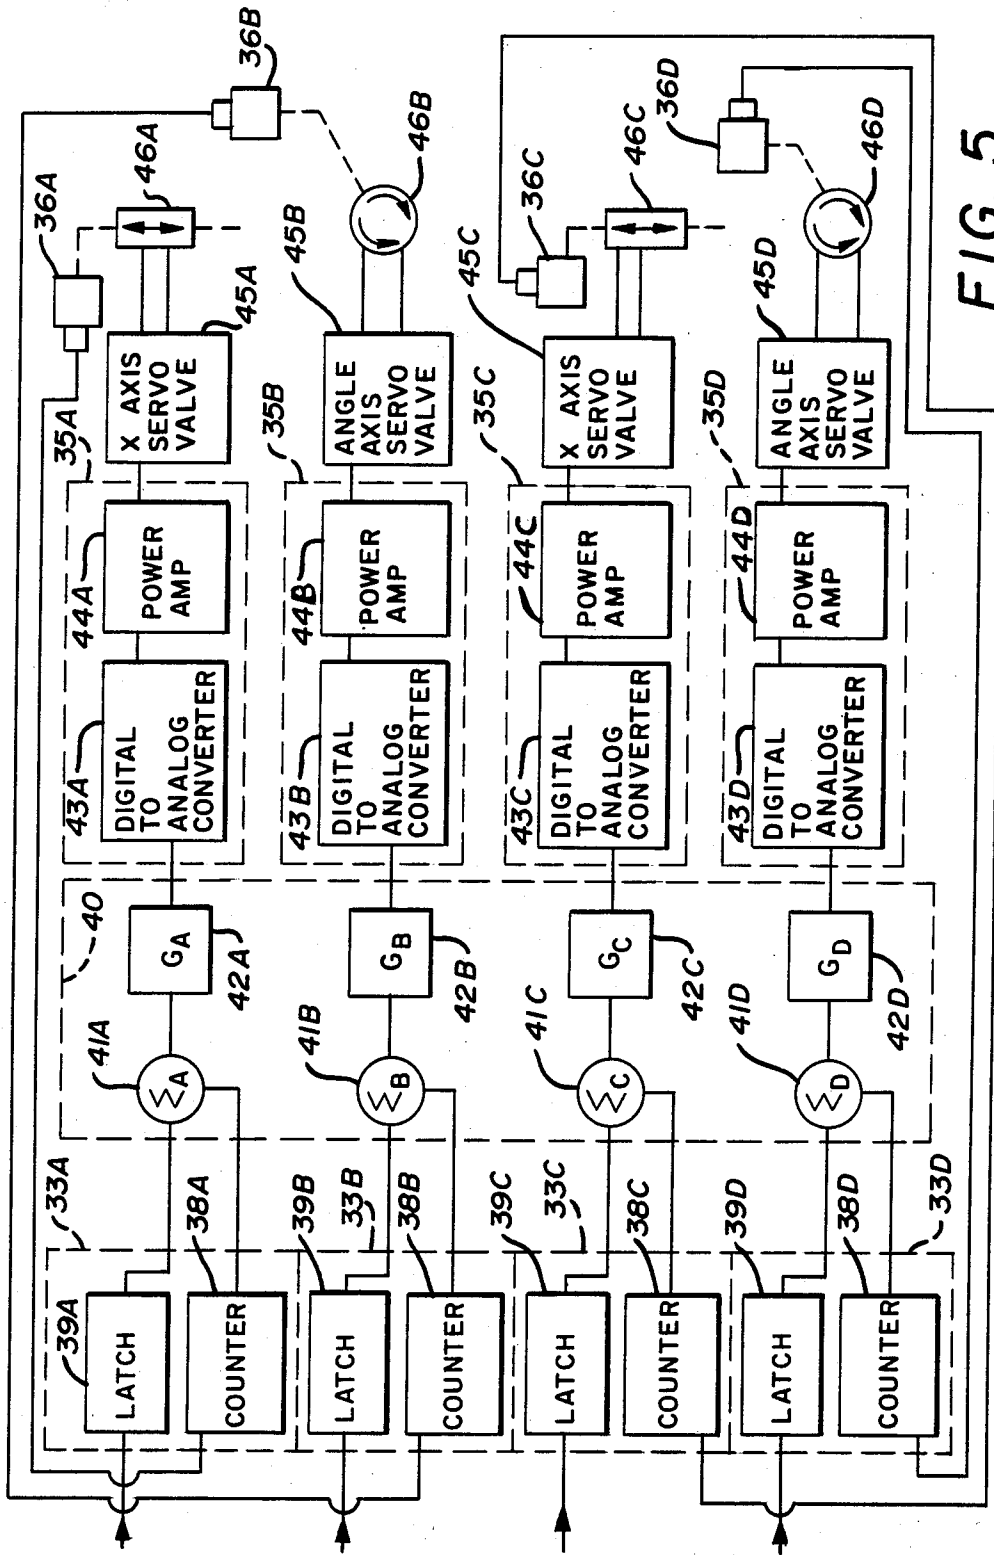 36A
46A
36B
46B
36C
46C
36D
46D
FIG. 5
35A
43A
DIGITAL
TO
ANALOG
CONVERTER
44A
POWER
AMP
45A
X AXIS
SERVO
VALVE
35B
43B
DIGITAL
TO
ANALOG
CONVERTER
44B
POWER
AMP
45B
ANGLE
AXIS
SERVO
VALVE
35C
43C
DIGITAL
TO
ANALOG
CONVERTER
44C
POWER
AMP
45C
X AXIS
SERVO
VALVE
35D
43D
DIGITAL
TO
ANALOG
CONVERTER
44D
POWER
AMP
45D
ANGLE
AXIS
SERVO
VALVE
40
41A
ΣA
GA
42A
41B
ΣB
GB
42B
41C
ΣC
GC
42C
41D
ΣD
GD
42D
33A
39A
LATCH
38A
COUNTER
33B
39B
LATCH
38B
COUNTER
33C
39C
LATCH
38C
COUNTER
33D
39D
LATCH
38D
COUNTER